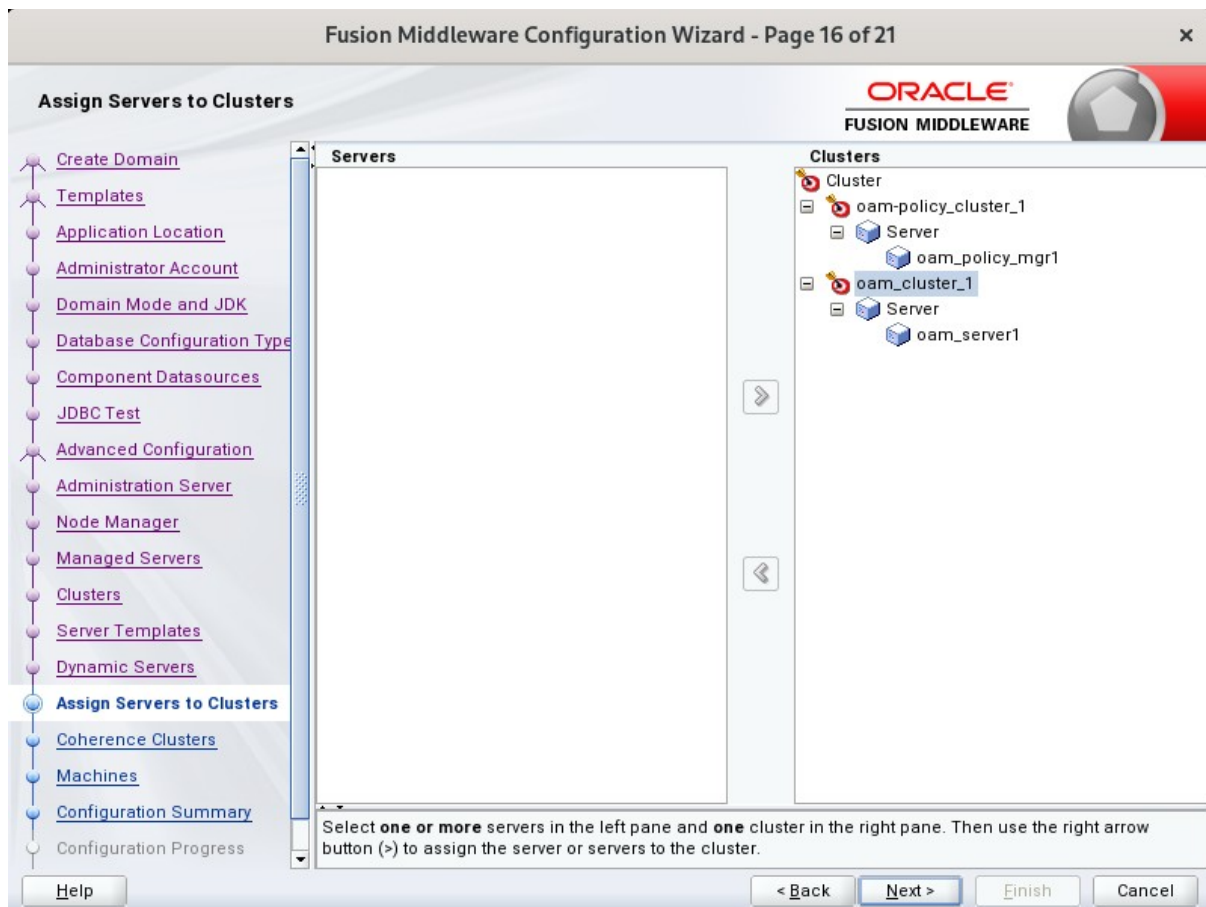 Fusion Middleware Configuration Wizard - Page 16 of 21
×
Assign Servers to Clusters
ORACLE
FUSION MIDDLEWARE
Create Domain
Templates
Application Location
Administrator Account
Domain Mode and JDK
Database Configuration Type
Component Datasources
JDBC Test
Advanced Configuration
Administration Server
Node Manager
Managed Servers
Clusters
Server Templates
Dynamic Servers
Assign Servers to Clusters
Coherence Clusters
Machines
Configuration Summary
Configuration Progress
Servers
Clusters
Cluster
oam-policy_cluster_1
Server
oam_policy_mgr1
oam_cluster_1
Server
oam_server1
Select one or more servers in the left pane and one cluster in the right pane. Then use the right arrow
button (>) to assign the server or servers to the cluster.
Help
< Back
Next >
Finish
Cancel